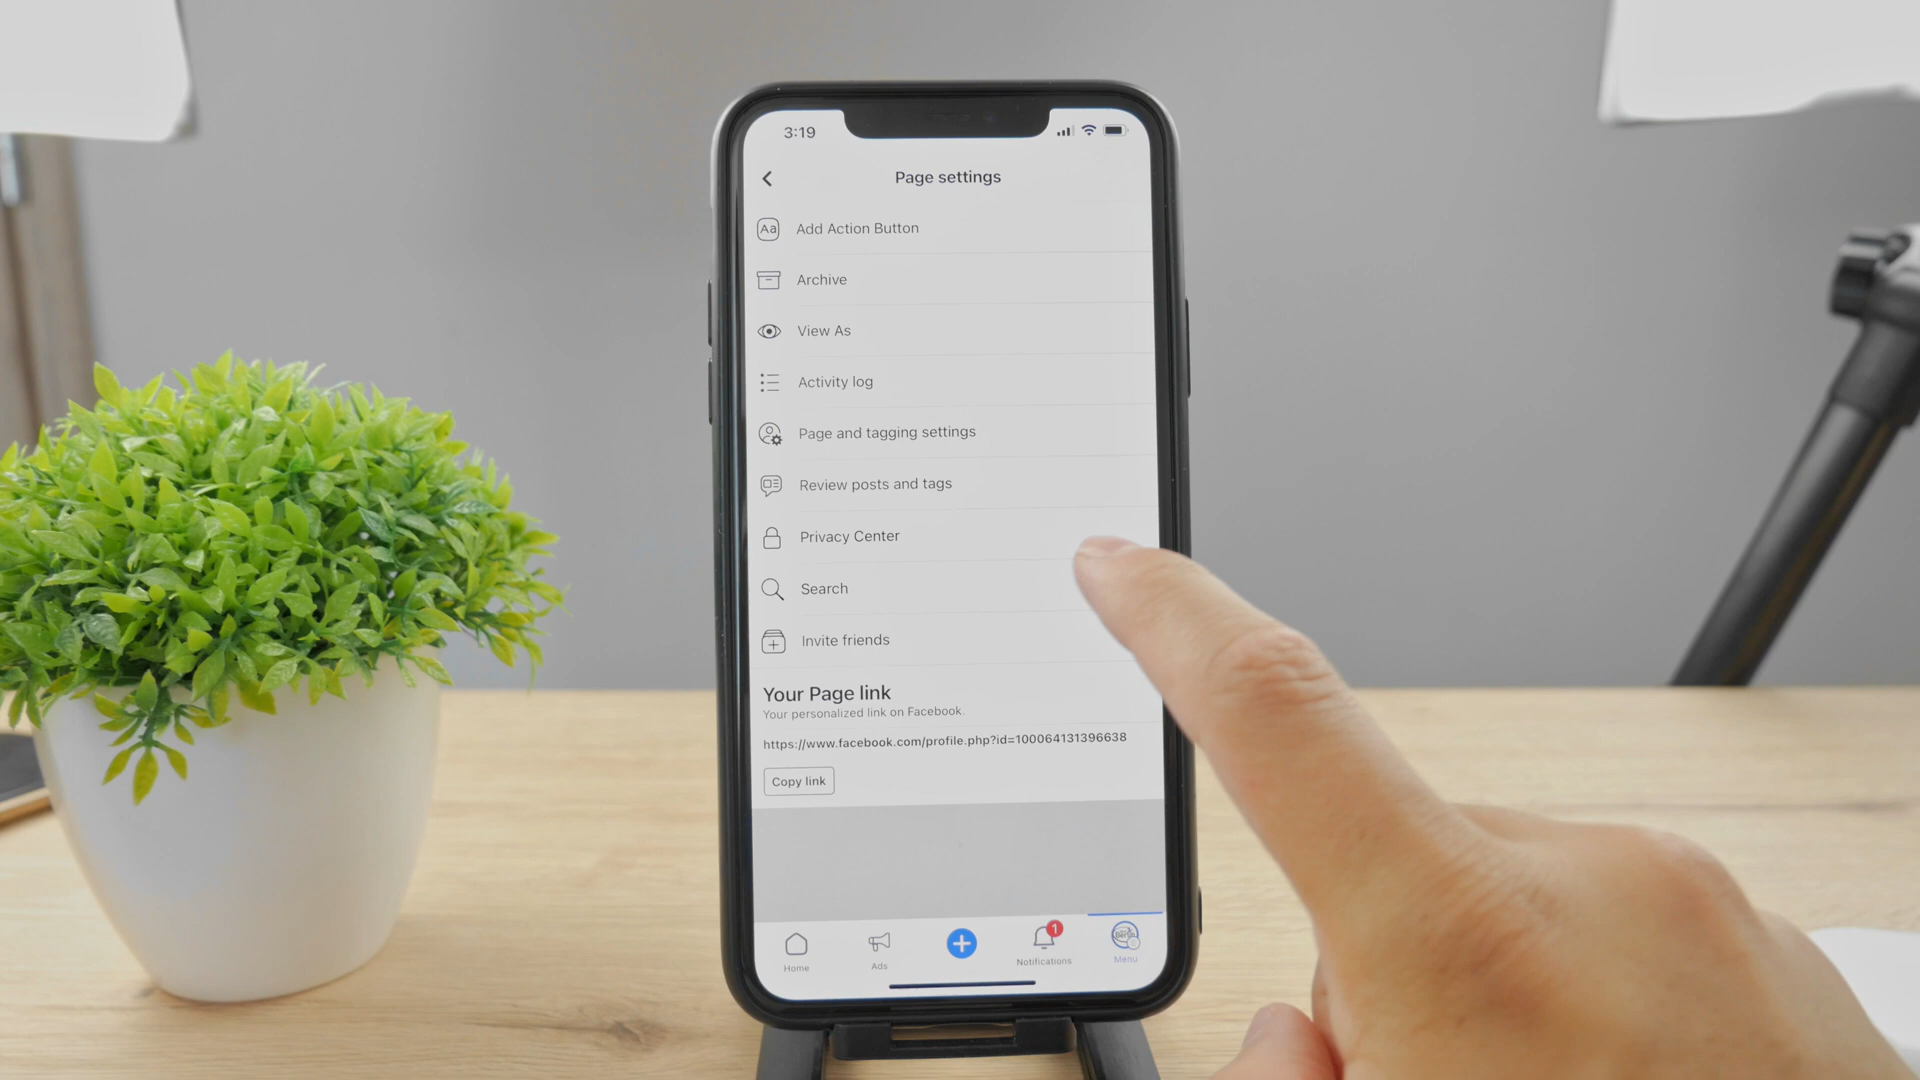 3:19
Page settings
Aa Add Action Button
Archive
View As
Activity log
Page and tagging settings
Review posts and tags
Privacy Center
Search
Invite friends
Your Page link
Your personalized link on Facebook.
https://www.facebook.com/profile.php?id=100064131396638
Copy link
1
Home
Ads
Notifications
Menu